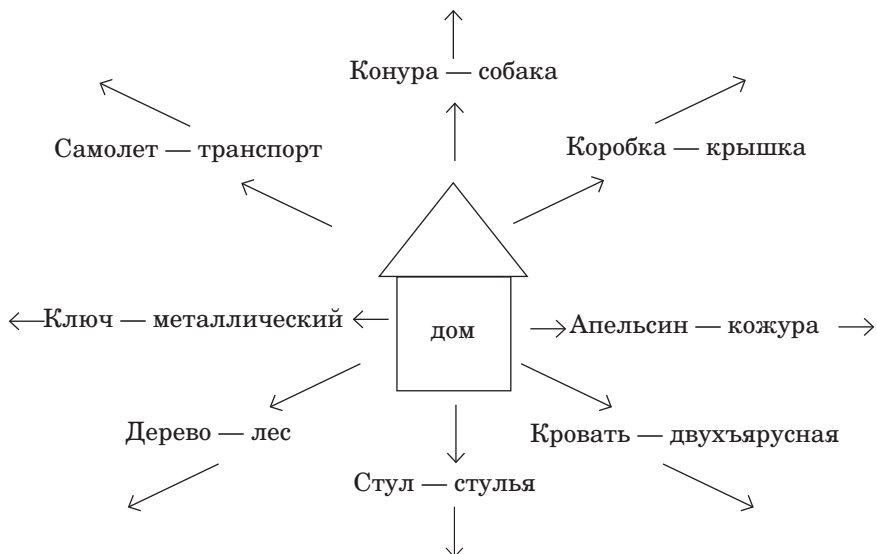 Конура — собака
Самолет — транспорт
Коробка — крышка
Ключ — металлический
дом
Апельсин — кожура
Дерево — лес
Кровать — двухъярусная
Стул — стулья